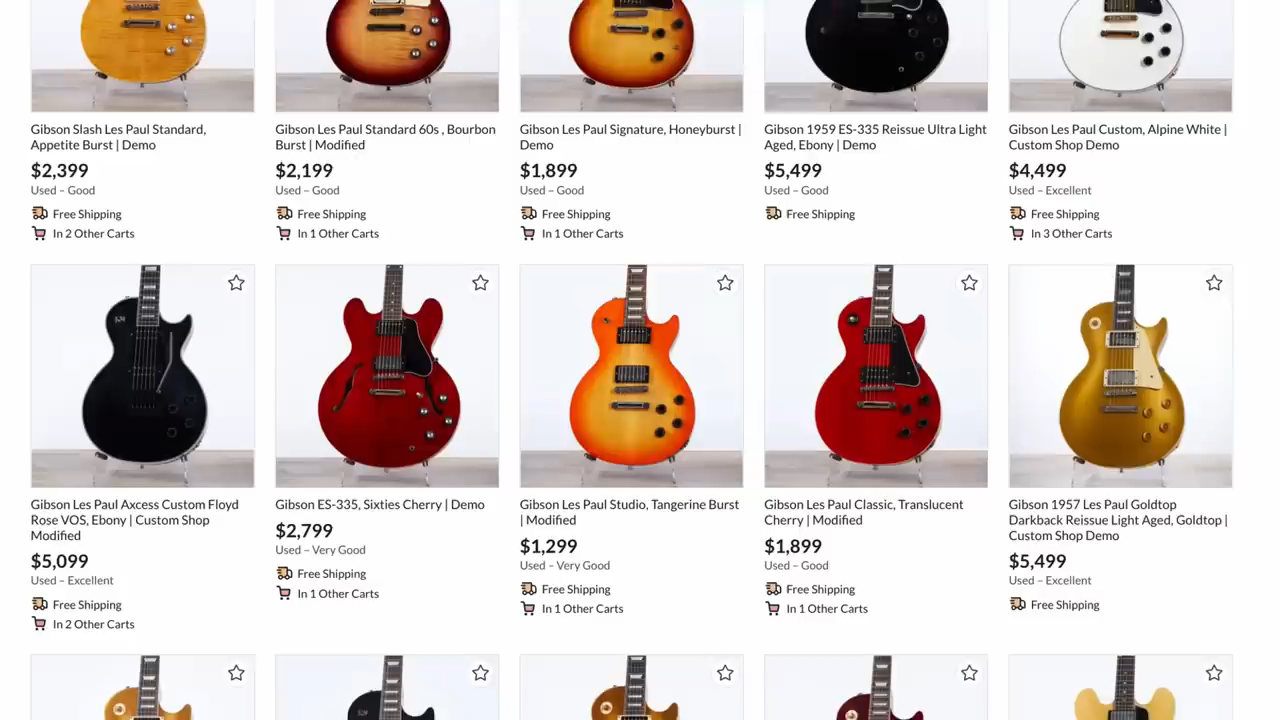 Gibson Slash Les Paul Standard,
Appetite Burst | Demo
$2,399
Used – Good
Free Shipping
In 2 Other Carts
Gibson Les Paul Standard 60s , Bourbon
Burst | Modified
$2,199
Used – Good
Free Shipping
In 1 Other Carts
Gibson Les Paul Signature, Honeyburst |
Demo
$1,899
Used – Good
Free Shipping
In 1 Other Carts
Gibson 1959 ES-335 Reissue Ultra Light
Aged, Ebony | Demo
$5,499
Used – Good
Free Shipping
Gibson Les Paul Custom, Alpine White |
Custom Shop Demo
$4,499
Used – Excellent
Free Shipping
In 3 Other Carts
Gibson Les Paul Axcess Custom Floyd
Rose VOS, Ebony | Custom Shop
Modified
$5,099
Used – Excellent
Free Shipping
In 2 Other Carts
Gibson ES-335, Sixties Cherry | Demo
$2,799
Used – Very Good
Free Shipping
In 1 Other Carts
Gibson Les Paul Studio, Tangerine Burst
| Modified
$1,299
Used – Very Good
Free Shipping
In 1 Other Carts
Gibson Les Paul Classic, Translucent
Cherry | Modified
$1,899
Used – Good
Free Shipping
In 1 Other Carts
Gibson 1957 Les Paul Goldtop
Darkback Reissue Light Aged, Goldtop |
Custom Shop Demo
$5,499
Used – Excellent
Free Shipping